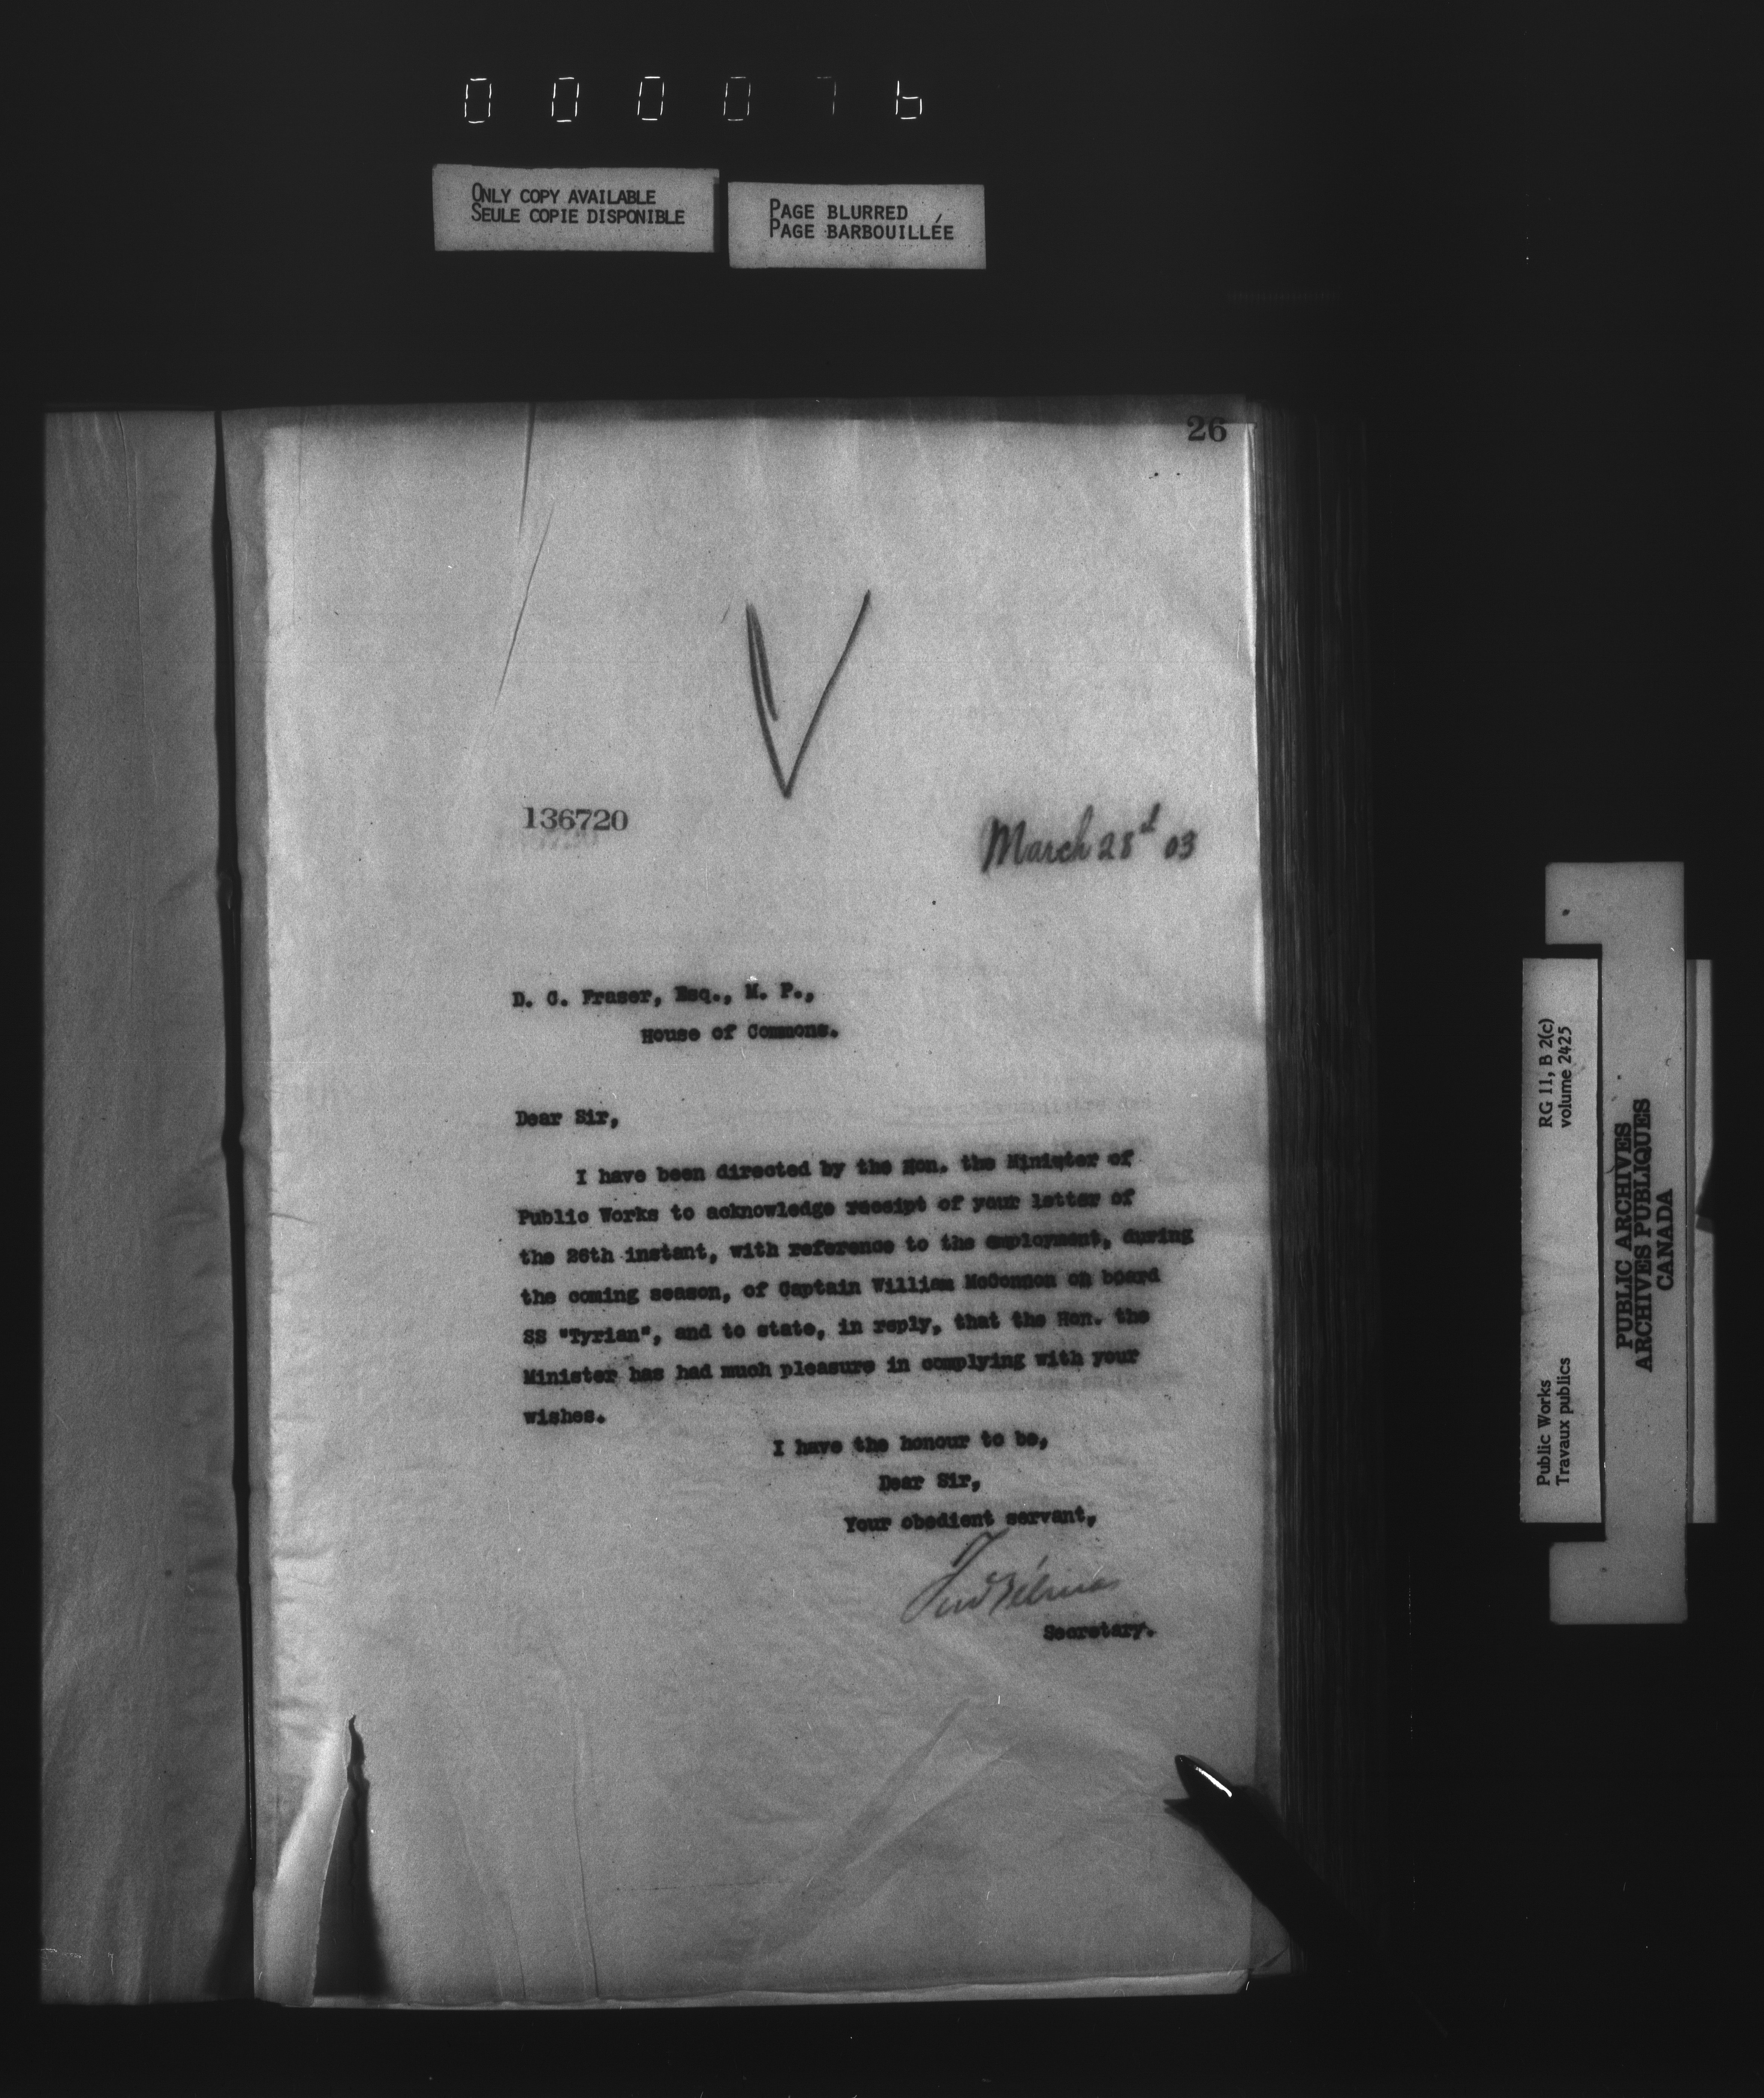 0 0 0 0 7 6
ONLY COPY AVAILABLE
SEULE COPIE DISPONIBLE
PAGE BLURRED
PAGE BARBOUILLÉE
26
136720
March 28st 03
D. C. Fraser, Esq., M. P.,
House of Commons.
Dear Sir,
I have been directed by the Hon. the Minister of
Public Works to acknowledge receipt of your letter of
the 26th instant, with reference to the employment, during
the coming season, of Captain William McConnon on board
SS "Tyrian", and to state, in reply, that the Hon. the
Minister has had much pleasure in complying with your
wishes.
I have the honour to be,
Dear Sir,
Your obedient servant,
Secretary.
Public Works
Travaux publics
RG 11, B 2(c)
volume 2425
PUBLIC ARCHIVES
ARCHIVES PUBLIQUES
CANADA